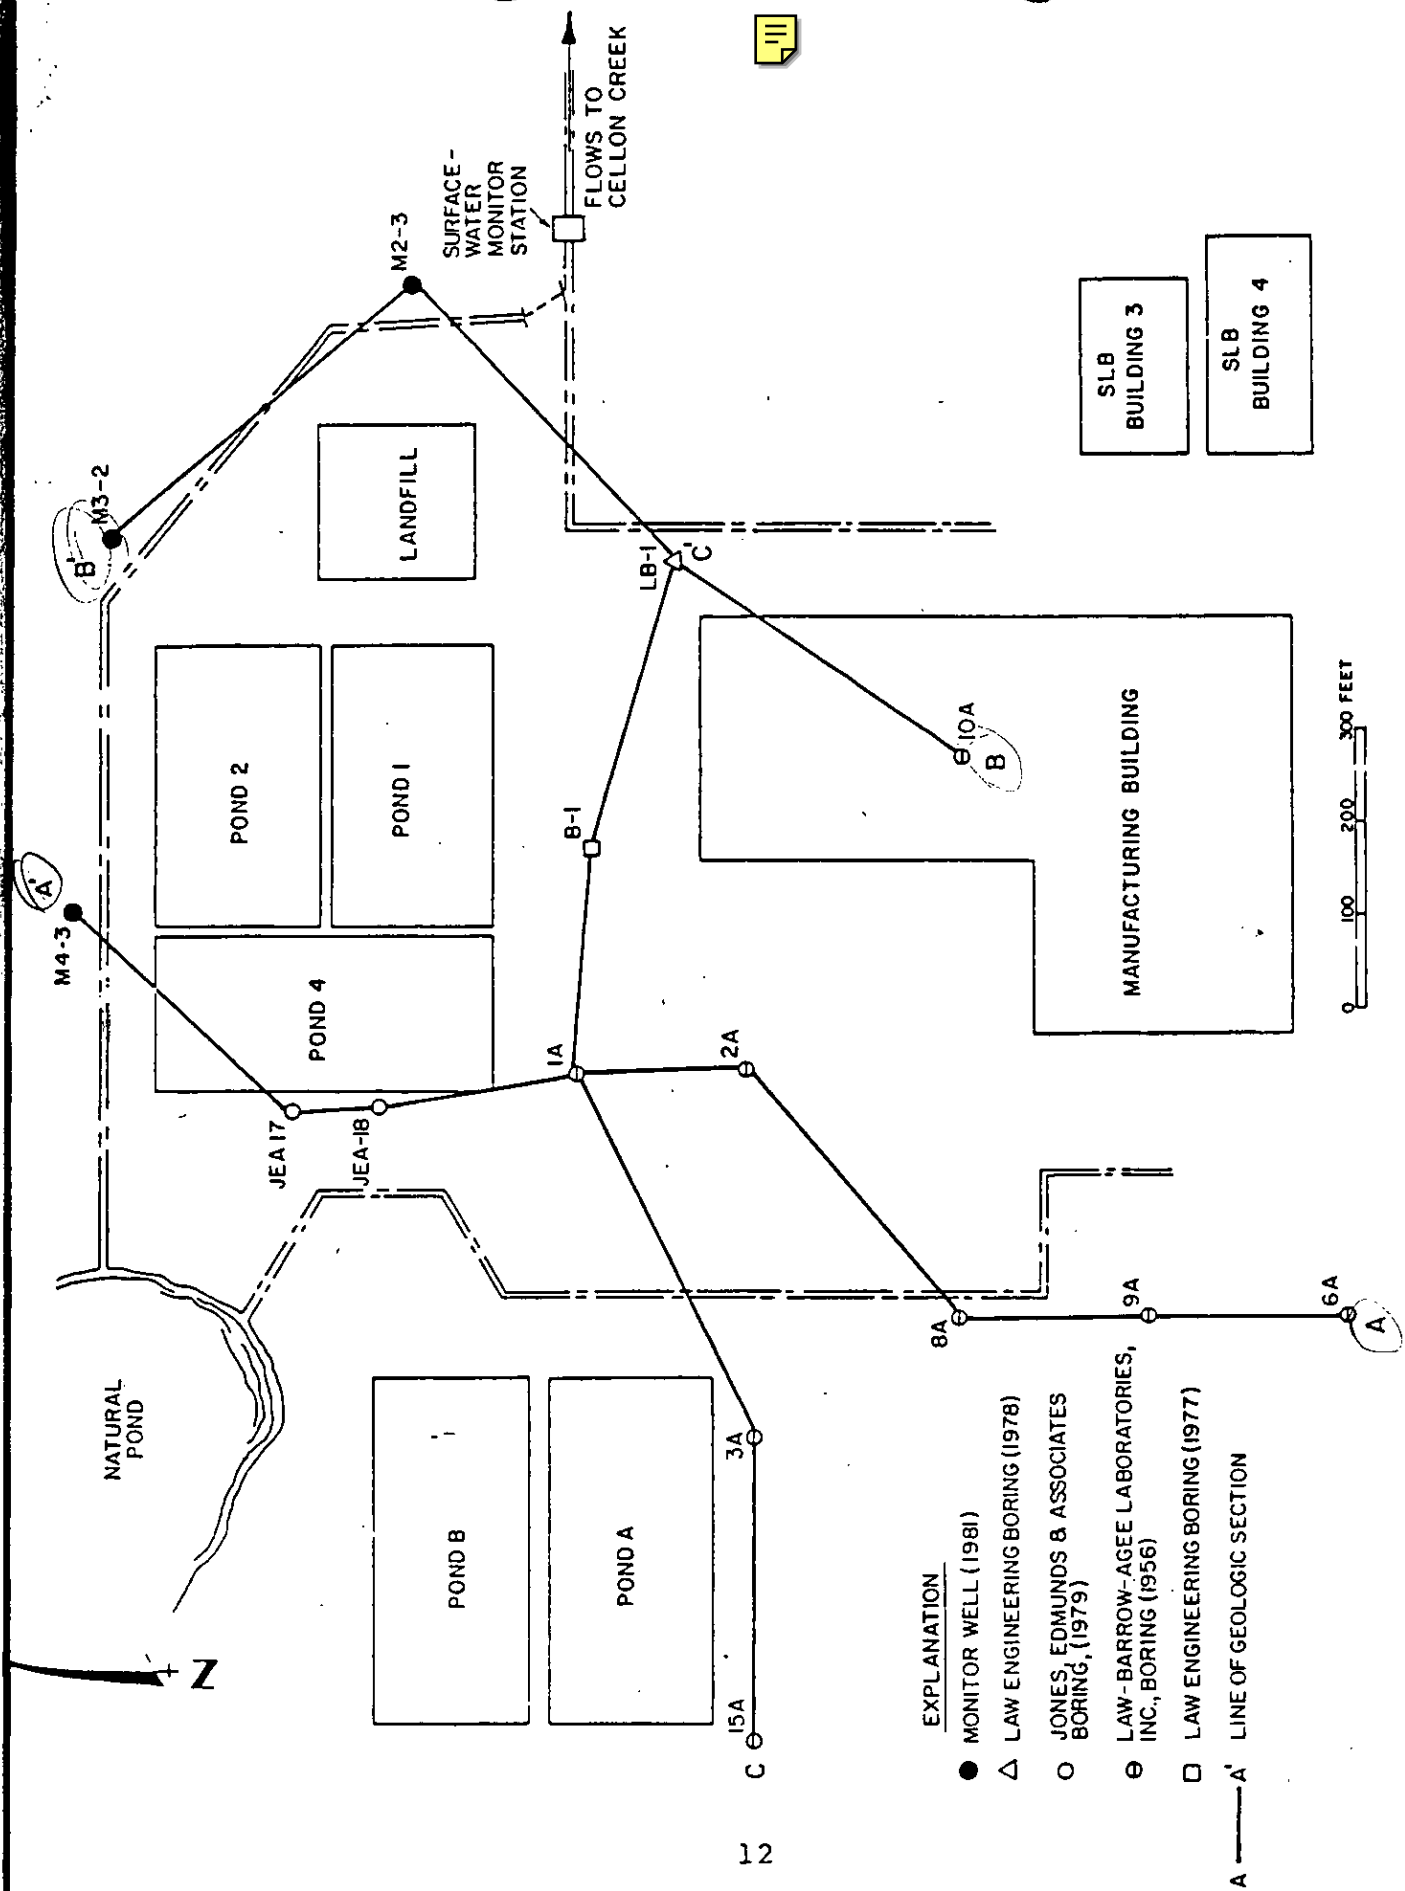 N
NATURAL
POND
M4-3
A'
B'
M3-2
M2-3
SURFACE-
WATER
MONITOR
STATION
FLOWS TO
CELLON CREEK
JEA 17
JEA-18
POND 4
POND 2
POND 1
LANDFILL
POND B
POND A
1A
B-1
LB-1
C'
2A
3A
15A
C
10A
B
MANUFACTURING BUILDING
SLB
BUILDING 3
SLB
BUILDING 4
8A
9A
6A
A
0 100 200 300 FEET
EXPLANATION
MONITOR WELL (1981)
LAW ENGINEERING BORING (1978)
JONES, EDMUNDS & ASSOCIATES
BORING, (1979)
LAW-BARROW-AGEE LABORATORIES,
INC., BORING (1956)
LAW ENGINEERING BORING (1977)
A A' LINE OF GEOLOGIC SECTION
12